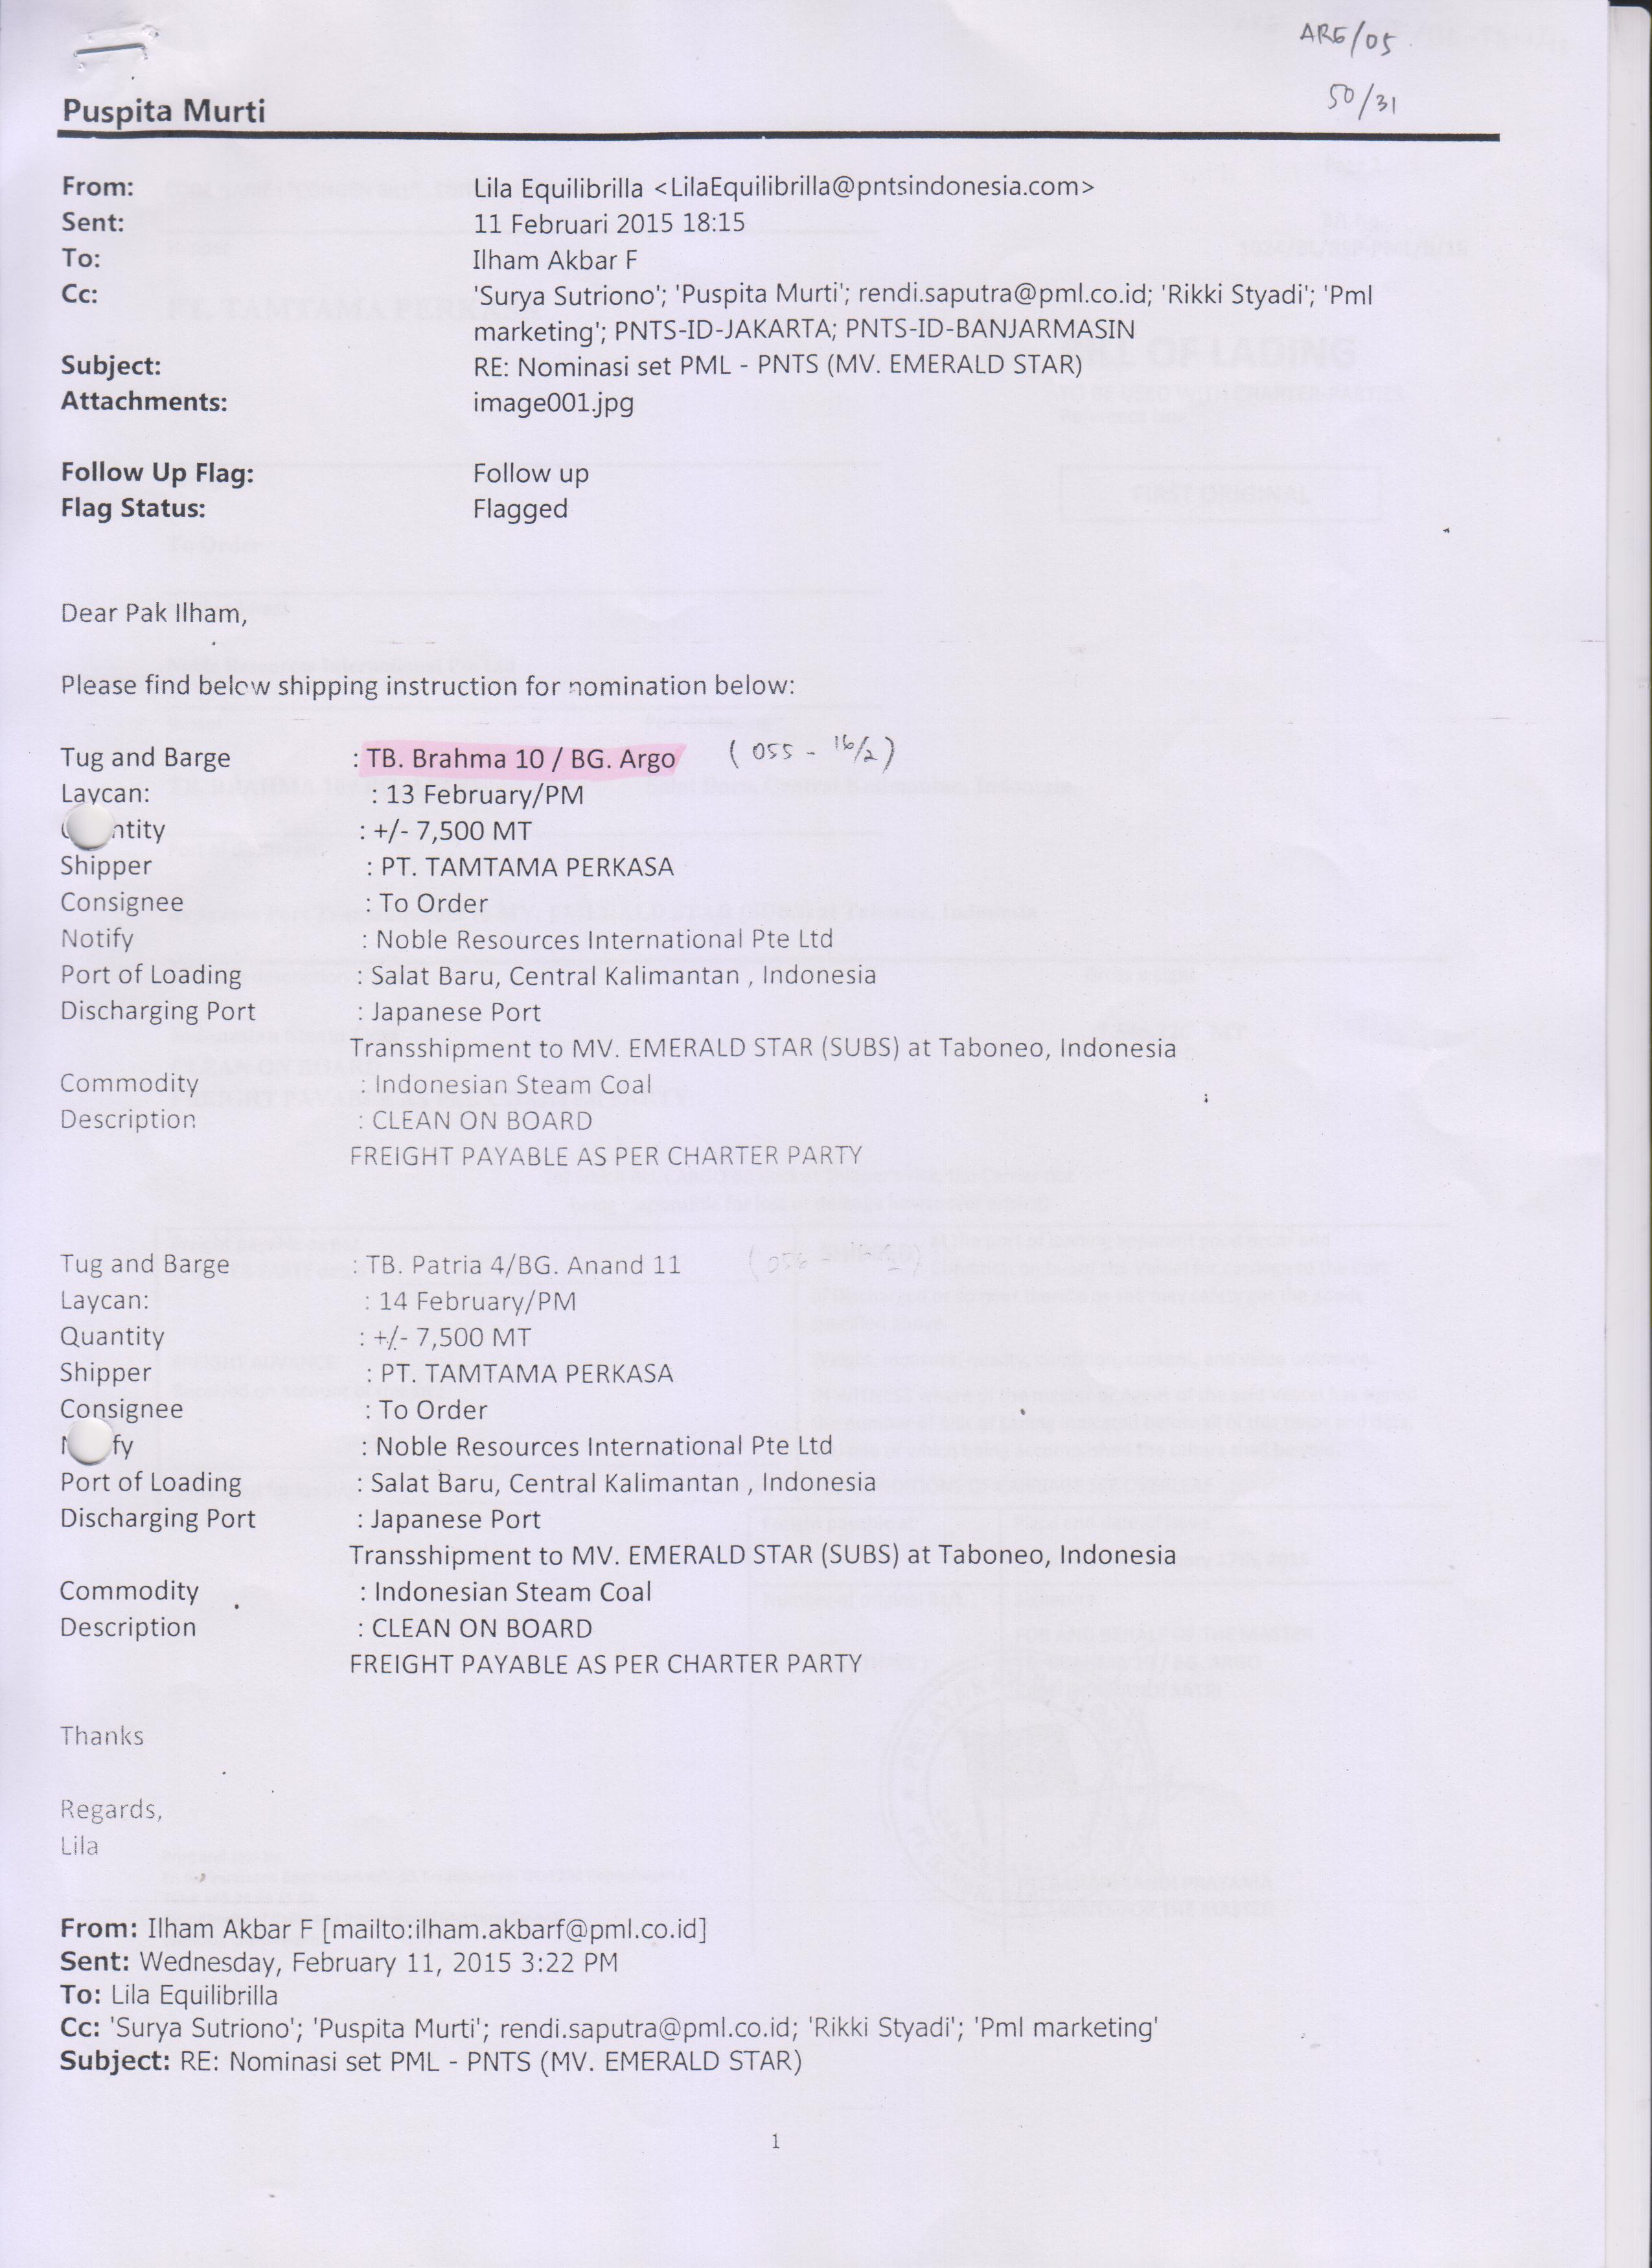 ARG/05
50/31
Puspita Murti
From: Lila Equilibrilla <LilaEquilibrilla@pntsindonesia.com>
Sent: 11 Februari 2015 18:15
To: Ilham Akbar F
Cc: 'Surya Sutriono'; 'Puspita Murti'; rendi.saputra@pml.co.id; 'Rikki Styadi'; 'Pml
marketing'; PNTS-ID-JAKARTA; PNTS-ID-BANJARMASIN
Subject: RE: Nominasi set PML - PNTS (MV. EMERALD STAR)
Attachments: image001.jpg
Follow Up Flag: Follow up
Flag Status: Flagged
Dear Pak Ilham,
Please find below shipping instruction for nomination below:
Tug and Barge : TB. Brahma 10 / BG. Argo (055 - 16/2)
Laycan: : 13 February/PM
ntity : +/- 7,500 MT
Shipper : PT. TAMTAMA PERKASA
Consignee : To Order
Notify : Noble Resources International Pte Ltd
Port of Loading : Salat Baru, Central Kalimantan , Indonesia
Discharging Port : Japanese Port
Transshipment to MV. EMERALD STAR (SUBS) at Taboneo, Indonesia
Commodity : Indonesian Steam Coal
Description : CLEAN ON BOARD
FREIGHT PAYABLE AS PER CHARTER PARTY
Tug and Barge : TB. Patria 4/BG. Anand 11
Laycan: : 14 February/PM
Quantity : +/- 7,500 MT
Shipper : PT. TAMTAMA PERKASA
Consignee : To Order
fy : Noble Resources International Pte Ltd
Port of Loading : Salat Baru, Central Kalimantan , Indonesia
Discharging Port : Japanese Port
Transshipment to MV. EMERALD STAR (SUBS) at Taboneo, Indonesia
Commodity : Indonesian Steam Coal
Description : CLEAN ON BOARD
FREIGHT PAYABLE AS PER CHARTER PARTY
Thanks
Regards,
Lila
From: Ilham Akbar F [mailto:ilham.akbarf@pml.co.id]
Sent: Wednesday, February 11, 2015 3:22 PM
To: Lila Equilibrilla
Cc: 'Surya Sutriono'; 'Puspita Murti'; rendi.saputra@pml.co.id; 'Rikki Styadi'; 'Pml marketing'
Subject: RE: Nominasi set PML - PNTS (MV. EMERALD STAR)
1